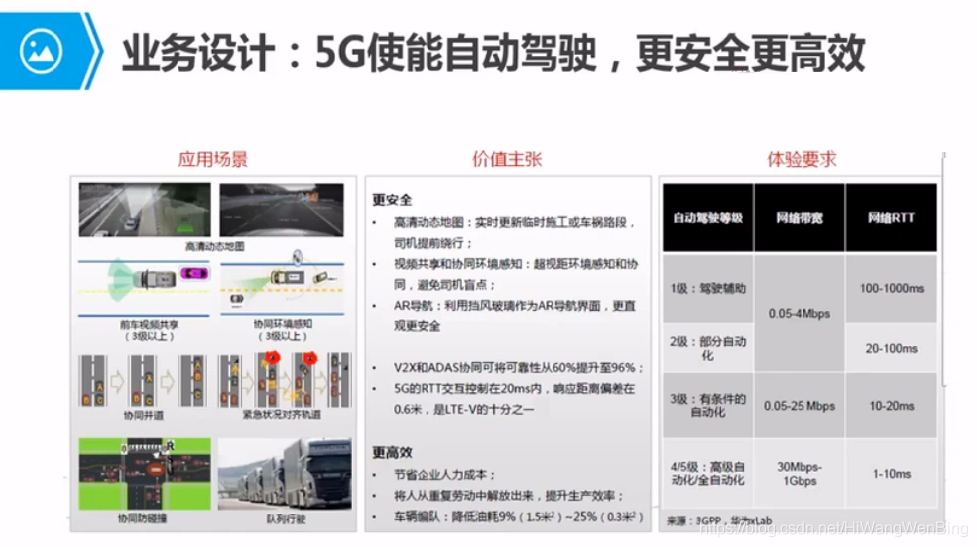 业务设计：5G使能自动驾驶，更安全更高效
应用场景
高清动态地图
前车视频共享
（3级以上）
协同环境感知
（3级以上）
协同并道
紧急状况对齐轨道
协同防碰撞
队列行驶
价值主张
更安全
• 高清动态地图：实时更新临时施工或车祸路段，
司机提前绕行；
• 视频共享和协同环境感知：超视距环境感知和协
同，避免司机盲点；
• AR导航：利用挡风玻璃作为AR导航界面，更直
观更安全
• V2X和ADAS协同可将可靠性从60%提升至96%；
• 5G的RTT交互控制在20ms内，响应距离偏差在
0.6米，是LTE-V的十分之一
更高效
• 节省企业人力成本；
• 将人从重复劳动中解放出来，提升生产效率；
• 车辆编队：降低油耗9%（1.5米²）~25%（0.3米²）
体验要求
自动驾驶等级 网络带宽 网络RTT
1级：驾驶辅助 0.05-4Mbps 100-1000ms
2级：部分自动
化 20-100ms
3级：有条件的
自动化 0.05-25 Mbps 10-20ms
4/5级：高级自
动化/全自动化 30Mbps-
1Gbps 1-10ms
来源：3GPP，华为xLab
https://blog.csdn.net/HiWangWenBing